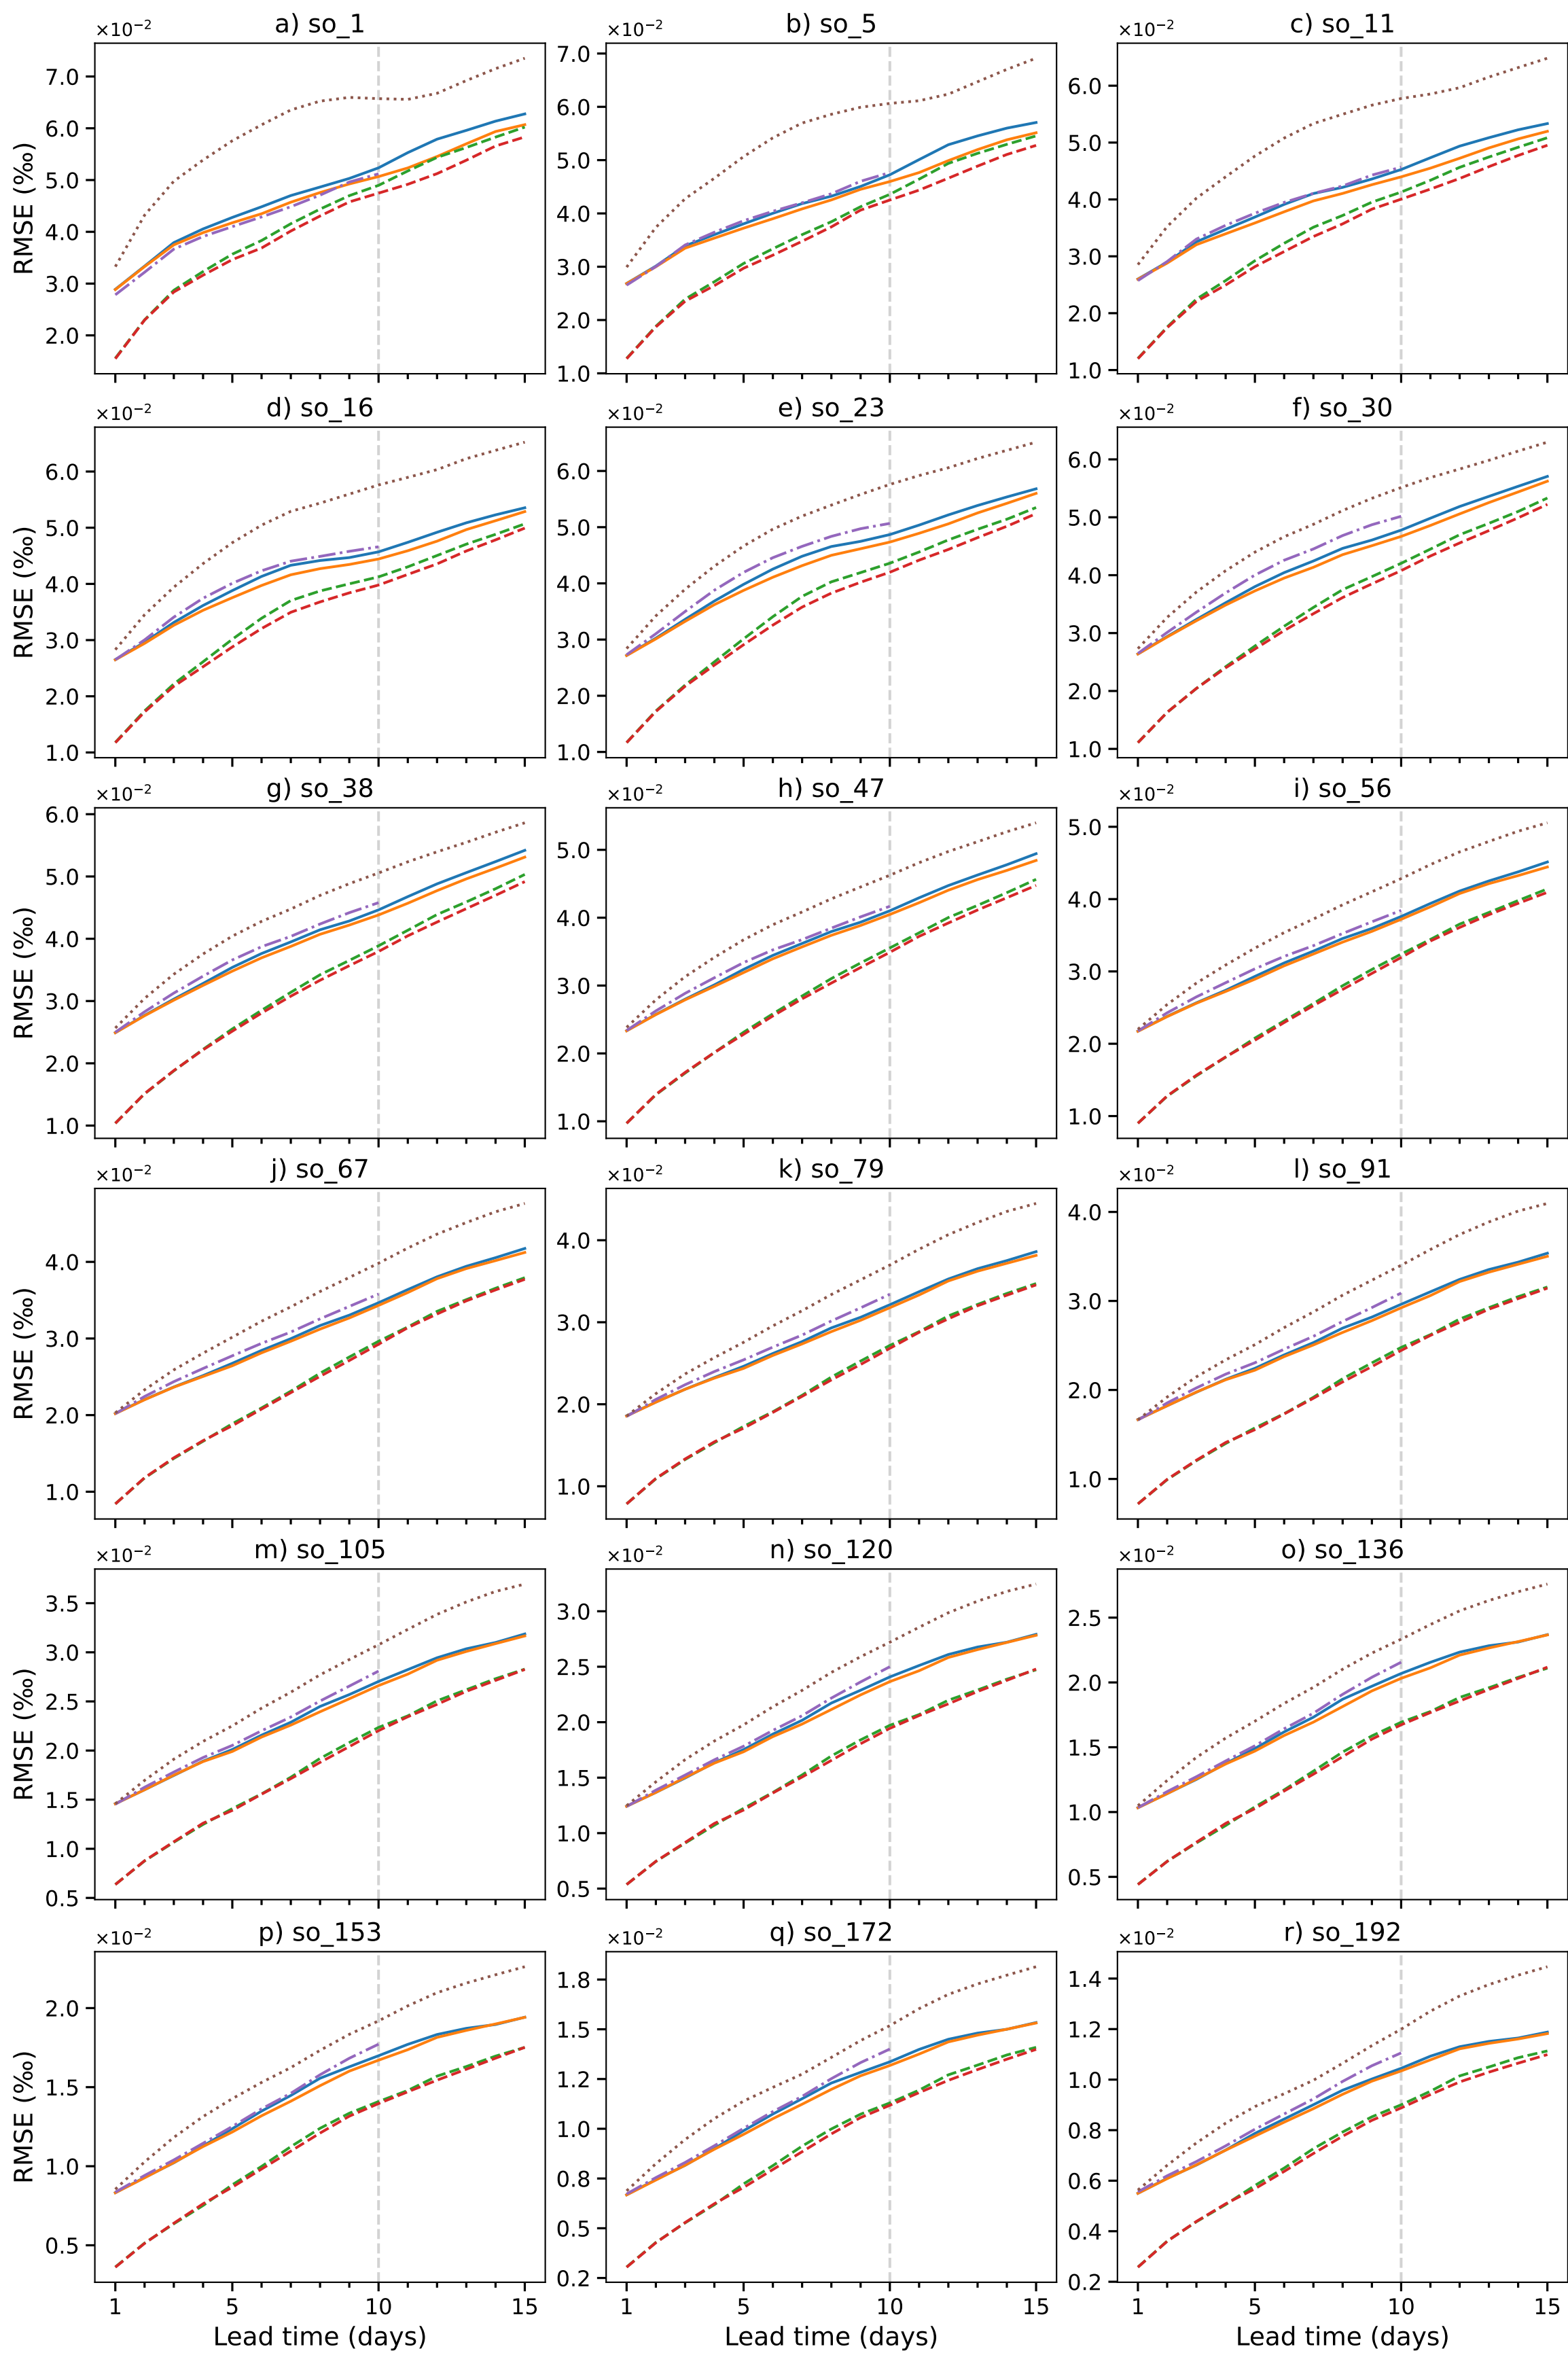 ×10⁻² a) so_1 ×10⁻² b) so_5 ×10⁻² c) so_11
RMSE (‰)
7.0 6.0 5.0 4.0 3.0 2.0
7.0 6.0 5.0 4.0 3.0 2.0 1.0
6.0 5.0 4.0 3.0 2.0 1.0
×10⁻² d) so_16 ×10⁻² e) so_23 ×10⁻² f) so_30
RMSE (‰)
6.0 5.0 4.0 3.0 2.0 1.0
6.0 5.0 4.0 3.0 2.0 1.0
6.0 5.0 4.0 3.0 2.0 1.0
×10⁻² g) so_38 ×10⁻² h) so_47 ×10⁻² i) so_56
RMSE (‰)
6.0 5.0 4.0 3.0 2.0 1.0
5.0 4.0 3.0 2.0 1.0
5.0 4.0 3.0 2.0 1.0
×10⁻² j) so_67 ×10⁻² k) so_79 ×10⁻² l) so_91
RMSE (‰)
4.0 3.0 2.0 1.0
4.0 3.0 2.0 1.0
4.0 3.0 2.0 1.0
×10⁻² m) so_105 ×10⁻² n) so_120 ×10⁻² o) so_136
RMSE (‰)
3.5 3.0 2.5 2.0 1.5 1.0 0.5
3.0 2.5 2.0 1.5 1.0 0.5
2.5 2.0 1.5 1.0 0.5
×10⁻² p) so_153 ×10⁻² q) so_172 ×10⁻² r) so_192
RMSE (‰)
2.0 1.5 1.0 0.5
1.8 1.5 1.2 1.0 0.8 0.5 0.2
1.4 1.2 1.0 0.8 0.6 0.4 0.2
1 5 10 15 1 5 10 15 1 5 10 15
Lead time (days) Lead time (days) Lead time (days)